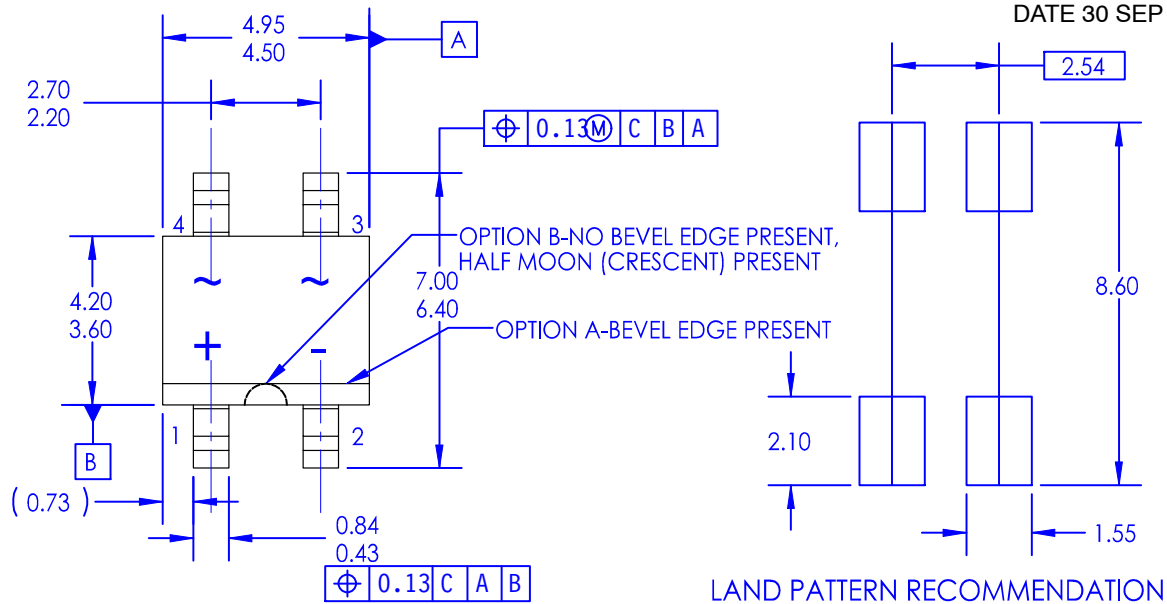 DATE 30 SEP
4.95
4.50
A
2.54
2.70
2.20
⌖ 0.13Ⓜ C B A
4
3
OPTION B-NO BEVEL EDGE PRESENT,
HALF MOON (CRESCENT) PRESENT
~ ~
7.00
6.40
8.60
4.20
3.60
OPTION A-BEVEL EDGE PRESENT
+ -
1
2
2.10
B
( 0.73 )
0.84
0.43
1.55
⌖ 0.13 C A B
LAND PATTERN RECOMMENDATION